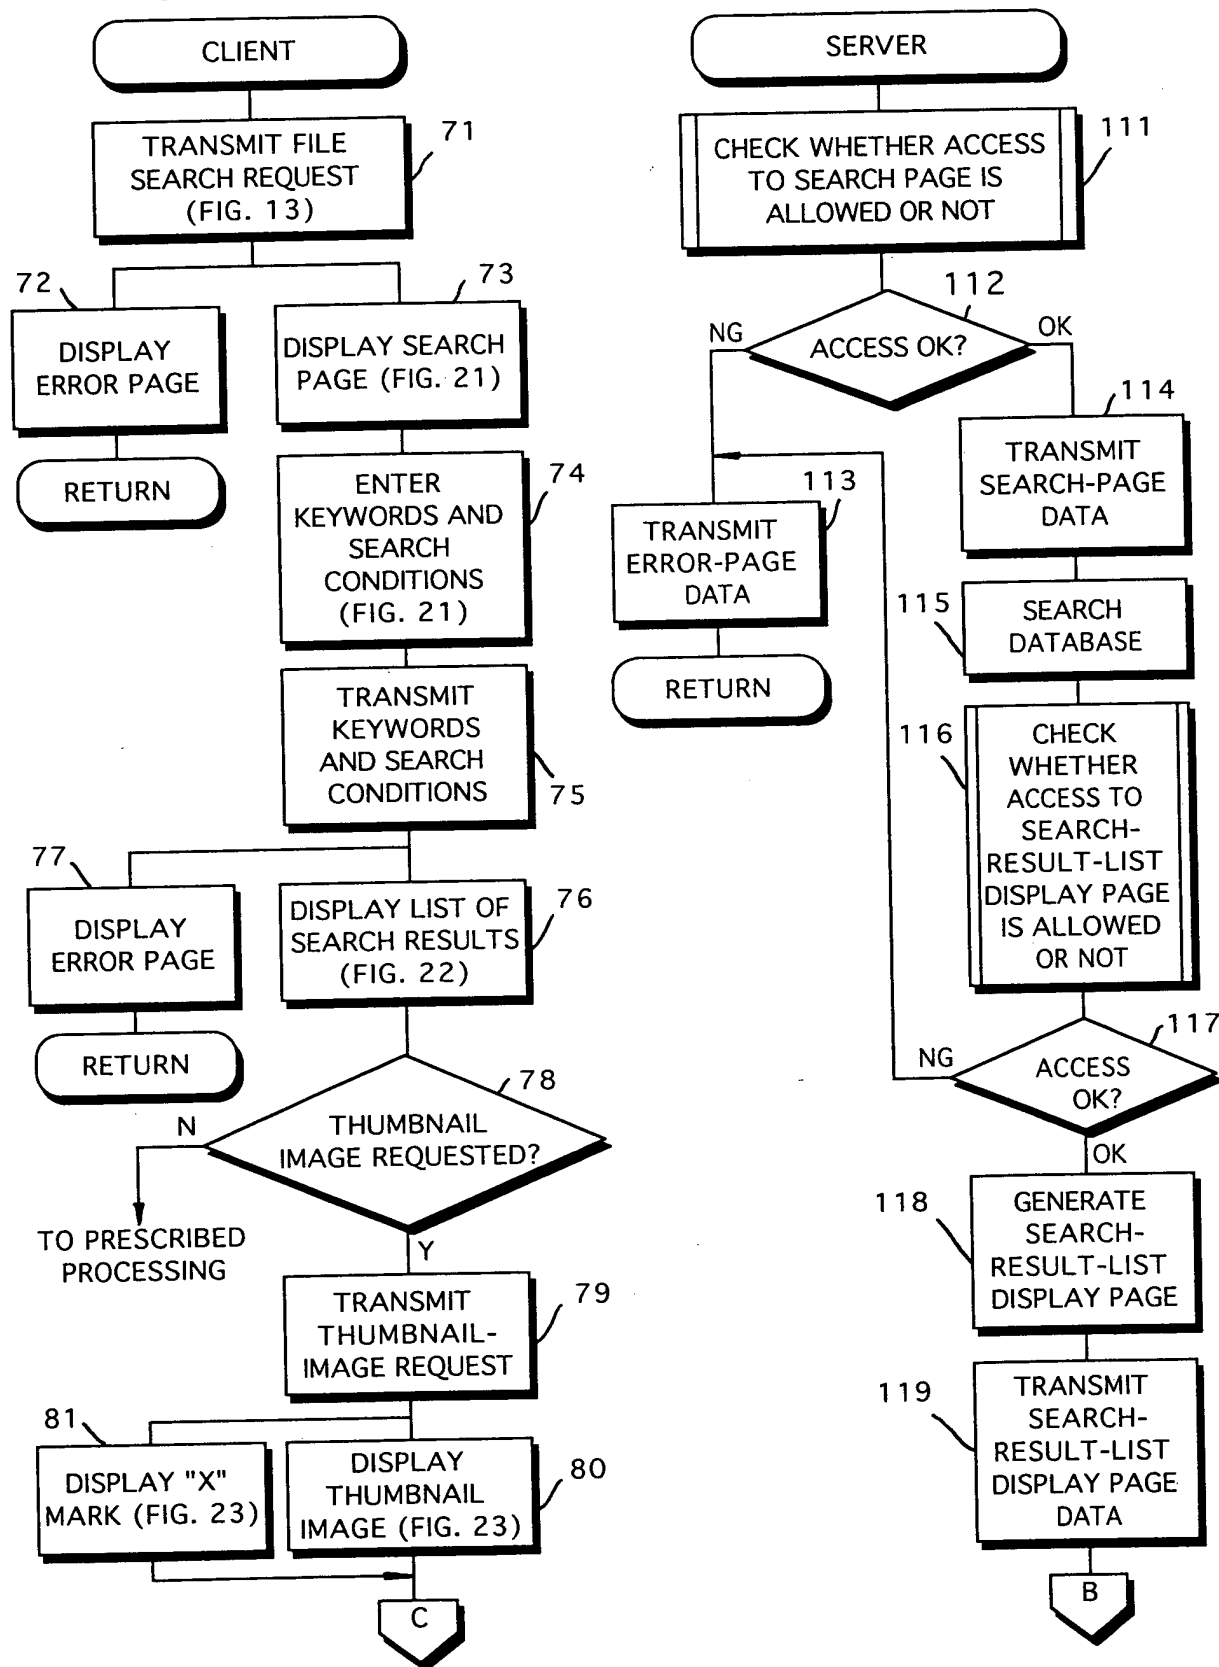 CLIENT
TRANSMIT FILE
SEARCH REQUEST
(FIG. 13)
71
72
DISPLAY
ERROR PAGE
RETURN
73
DISPLAY SEARCH
PAGE (FIG. 21)
ENTER
KEYWORDS AND
SEARCH
CONDITIONS
(FIG. 21)
74
TRANSMIT
KEYWORDS
AND SEARCH
CONDITIONS
75
77
DISPLAY
ERROR PAGE
RETURN
DISPLAY LIST OF
SEARCH RESULTS
(FIG. 22)
76
78
THUMBNAIL
IMAGE REQUESTED?
N
TO PRESCRIBED
PROCESSING
Y
TRANSMIT
THUMBNAIL-
IMAGE REQUEST
79
81
DISPLAY "X"
MARK (FIG. 23)
DISPLAY
THUMBNAIL
IMAGE (FIG. 23)
80
C
SERVER
CHECK WHETHER ACCESS
TO SEARCH PAGE IS
ALLOWED OR NOT
111
112
ACCESS OK?
NG
OK
113
TRANSMIT
ERROR-PAGE
DATA
RETURN
114
TRANSMIT
SEARCH-PAGE
DATA
115
SEARCH
DATABASE
116
CHECK
WHETHER
ACCESS TO
SEARCH-
RESULT-LIST
DISPLAY PAGE
IS ALLOWED
OR NOT
117
ACCESS
OK?
NG
OK
118
GENERATE
SEARCH-
RESULT-LIST
DISPLAY PAGE
119
TRANSMIT
SEARCH-
RESULT-LIST
DISPLAY PAGE
DATA
B